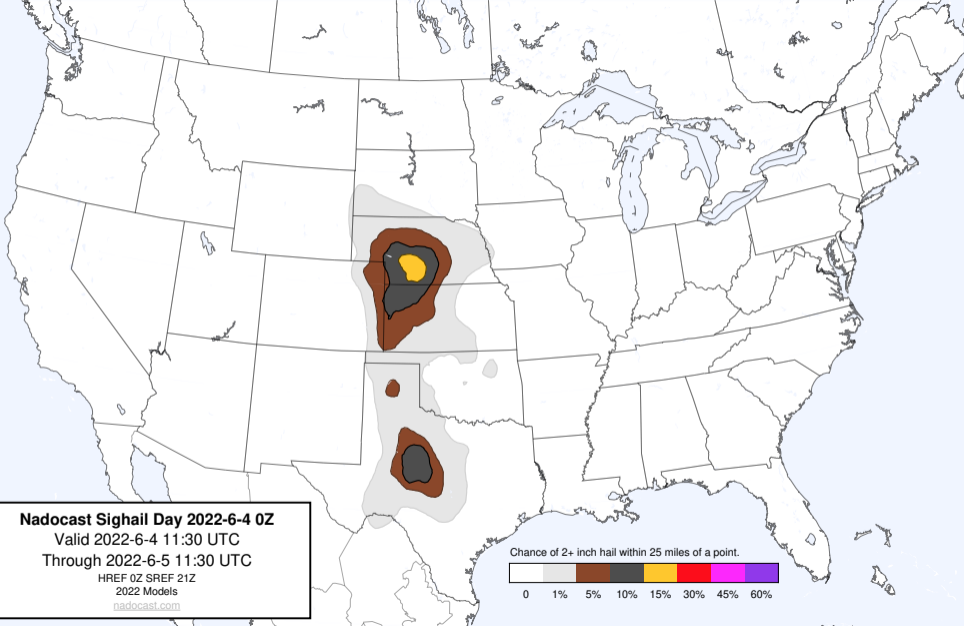 Nadocast Sighail Day 2022-6-4 0Z
Valid 2022-6-4 11:30 UTC
Through 2022-6-5 11:30 UTC
HREF 0Z SREF 21Z
2022 Models
nadocast.com
Chance of 2+ inch hail within 25 miles of a point.
0 1% 5% 10% 15% 30% 45% 60%